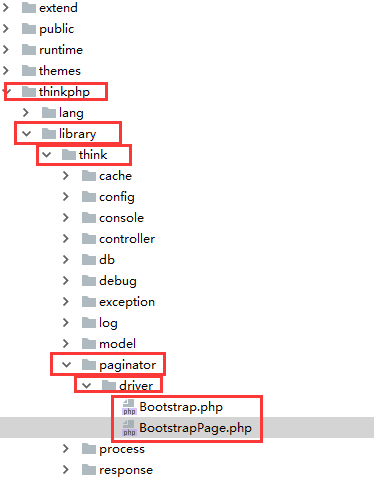 extend
public
runtime
themes
thinkphp
lang
library
think
cache
config
console
controller
db
debug
exception
log
model
paginator
driver
php Bootstrap.php
php BootstrapPage.php
process
response